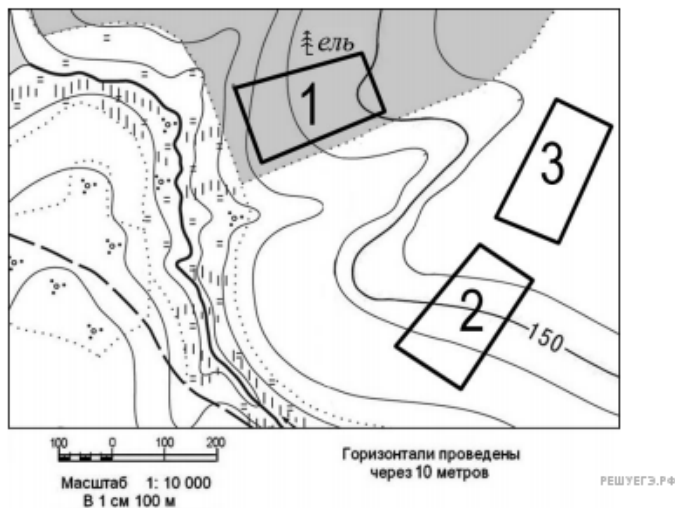 ель
1
3
2
150
100 0 100 200
Масштаб 1: 10 000
В 1 см 100 м
Горизонтали проведены
через 10 метров
РЕШУЕГЭ.РФ